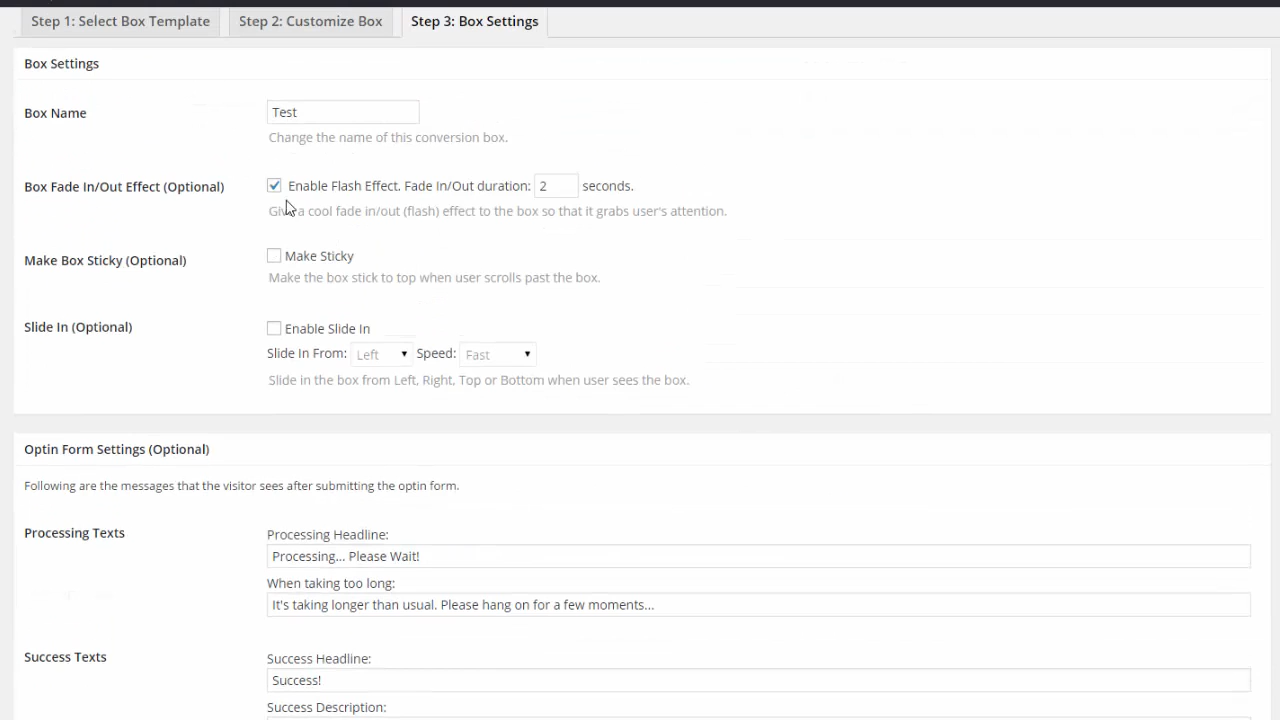 Step 1: Select Box Template
Step 2: Customize Box
Step 3: Box Settings
Box Settings
Box Name
Test
Change the name of this conversion box.
Box Fade In/Out Effect (Optional)
Enable Flash Effect. Fade In/Out duration: 2 seconds.
Give a cool fade in/out (flash) effect to the box so that it grabs user's attention.
Make Box Sticky (Optional)
Make Sticky
Make the box stick to top when user scrolls past the box.
Slide In (Optional)
Enable Slide In
Slide In From: Left Speed: Fast
Slide in the box from Left, Right, Top or Bottom when user sees the box.
Optin Form Settings (Optional)
Following are the messages that the visitor sees after submitting the optin form.
Processing Texts
Processing Headline:
Processing... Please Wait!
When taking too long:
It's taking longer than usual. Please hang on for a few moments...
Success Texts
Success Headline:
Success!
Success Description: